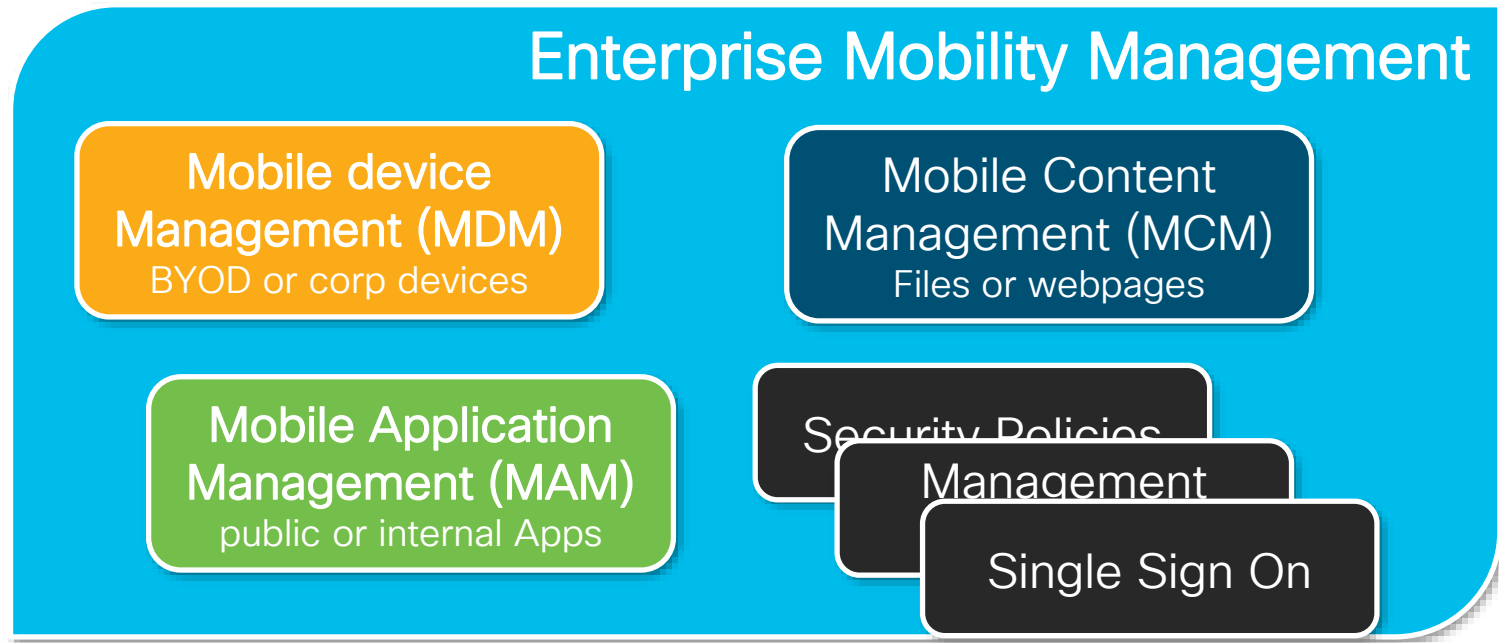 Enterprise Mobility Management
Mobile device
Management (MDM)
BYOD or corp devices
Mobile Content
Management (MCM)
Files or webpages
Mobile Application
Management (MAM)
public or internal Apps
Security Policies
Management
Single Sign On